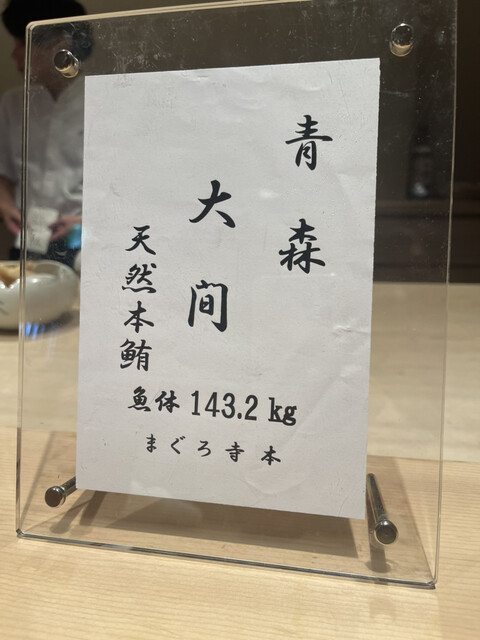 青森
大間
天然本鮪
魚体 143.2 kg
まぐろ寺本